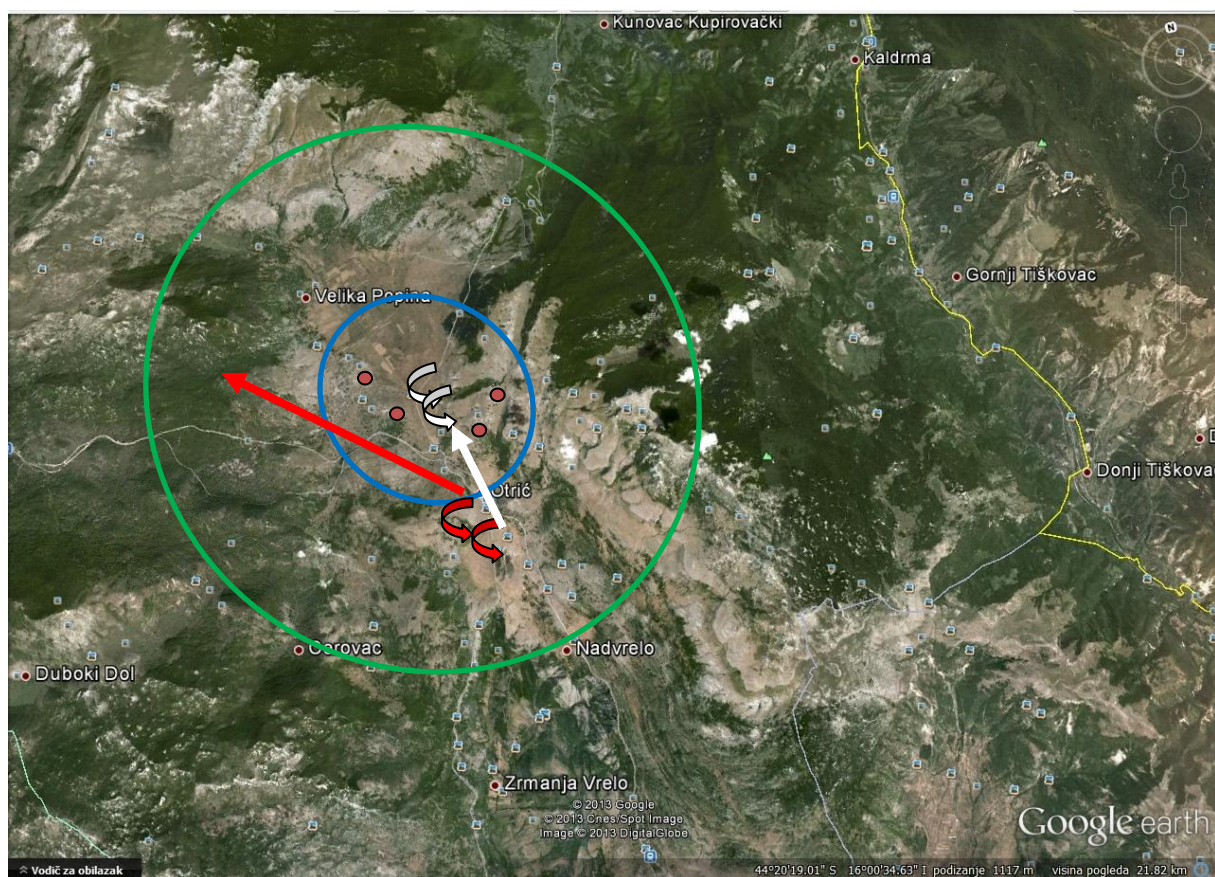 Kunovac Kupirovački
N
Kaldrma
Gornji Tiškovac
Velika Popina
Donji Tiškovac
Otrić
Nadvrelo
Duboki Dol
Zrmanja Vrelo
© 2013 Google
© 2013 Cnes/Spot Image
Image © 2013 DigitalGlobe
Google earth
Vodič za obilazak
44°20'19.01" S 16°00'34.63" I podizanje 1117 m visina pogleda 21.82 km